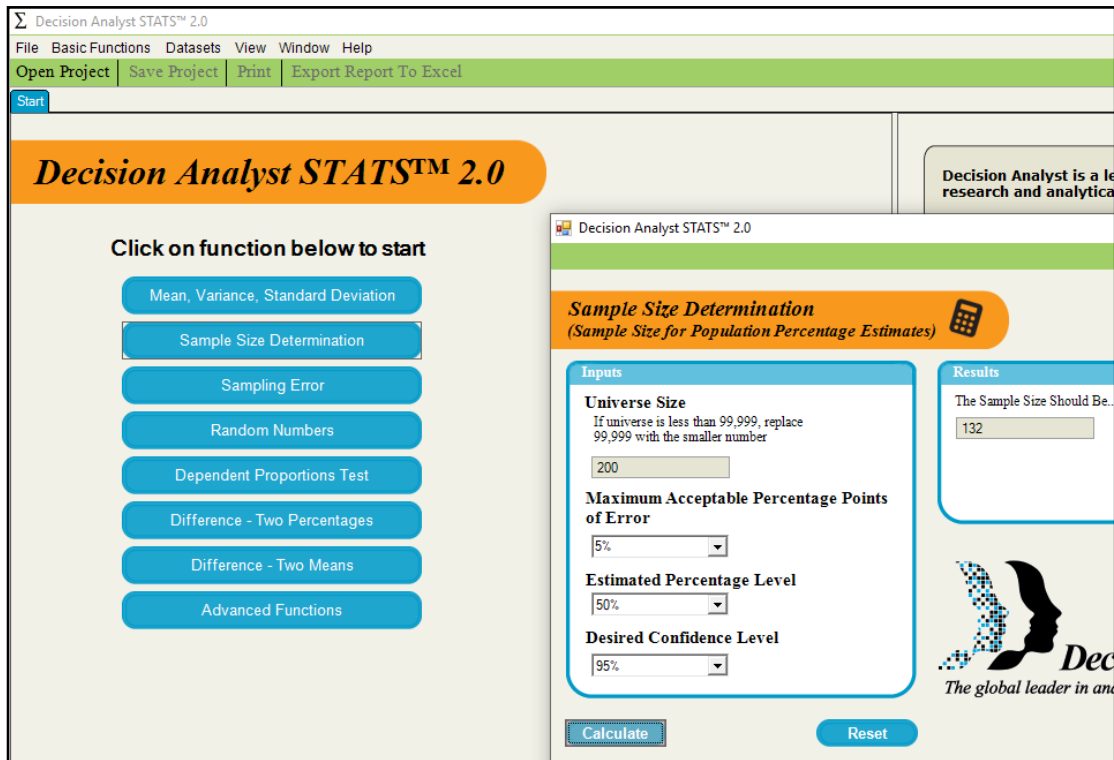 Σ Decision Analyst STATS™ 2.0
File Basic Functions Datasets View Window Help
Open Project Save Project Print Export Report To Excel
Start
Decision Analyst STATS™ 2.0
Click on function below to start
Mean, Variance, Standard Deviation
Sample Size Determination
Sampling Error
Random Numbers
Dependent Proportions Test
Difference - Two Percentages
Difference - Two Means
Advanced Functions
Decision Analyst is a le
research and analytica
Decision Analyst STATS™ 2.0
Sample Size Determination
(Sample Size for Population Percentage Estimates)
Inputs
Universe Size
If universe is less than 99,999, replace
99,999 with the smaller number
200
Maximum Acceptable Percentage Points
of Error
5%
Estimated Percentage Level
50%
Desired Confidence Level
95%
Calculate Reset
Results
The Sample Size Should Be..
132
Dec
The global leader in ana